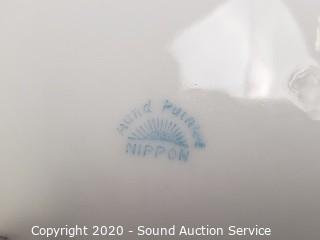 Hand Painted
NIPPON
Copyright 2020 - Sound Auction Service